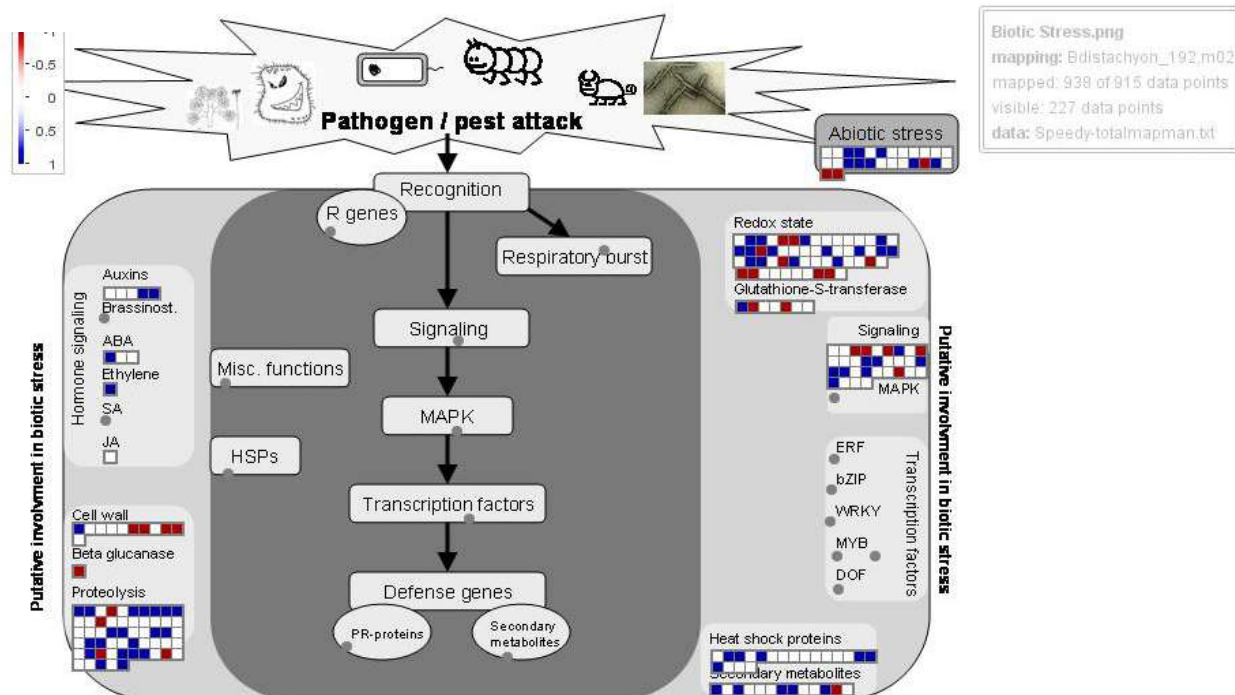 -1
-0.5
0
0.5
1
Pathogen / pest attack
Biotic Stress.png
mapping: Bdistachyon_192.m02
mapped: 938 of 915 data points
visible: 227 data points
data: Speedy-totalmapman.txt
Abiotic stress
Recognition
R genes
Respiratory burst
Redox state
Glutathione-S-transferase
Auxins
Brassinost.
ABA
Ethylene
SA
JA
Hormone signaling
Putative involvment in biotic stress
Signaling
Misc. functions
MAPK
HSPs
Transcription factors
Defense genes
PR-proteins
Secondary
metabolites
Signaling
MAPK
Putative involvment in biotic stress
ERF
bZIP
WRKY
MYB
DOF
Transcription factors
Cell wall
Beta glucanase
Proteolysis
Heat shock proteins
Secondary metabolites